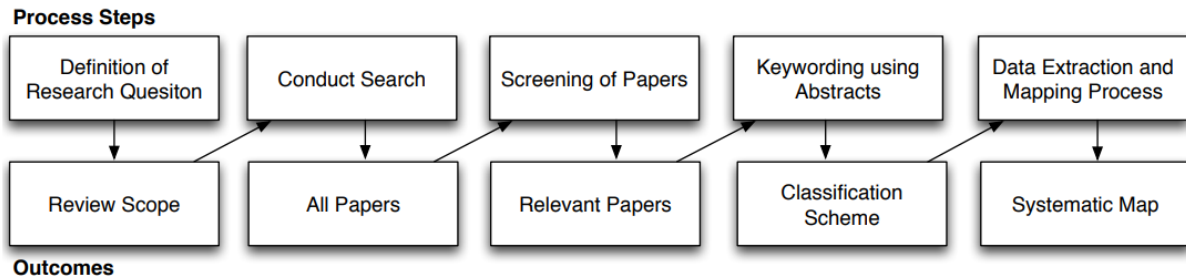 Process Steps
Definition of
Research Quesiton
Conduct Search
Screening of Papers
Keywording using
Abstracts
Data Extraction and
Mapping Process
Review Scope
All Papers
Relevant Papers
Classification
Scheme
Systematic Map
Outcomes